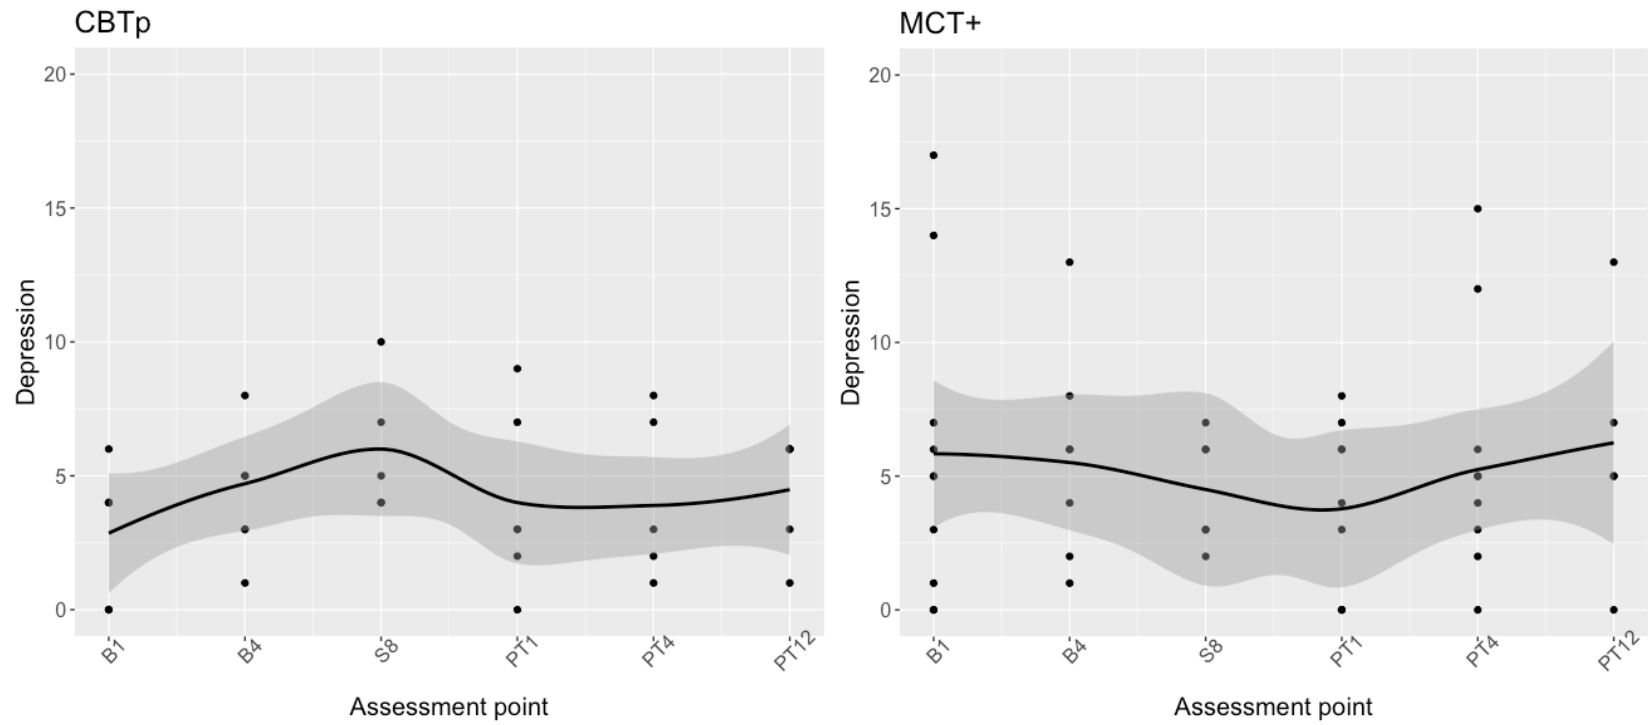 CBTp
20
15
10
5
0
Depression
B1 B4 S8 PT1 PT4 PT12
Assessment point
MCT+
20
15
10
5
0
Depression
B1 B4 S8 PT1 PT4 PT12
Assessment point